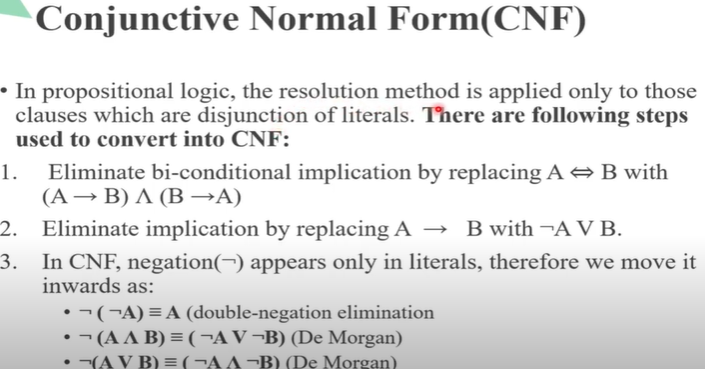 Conjunctive Normal Form(CNF)
• In propositional logic, the resolution method is applied only to those
clauses which are disjunction of literals. There are following steps
used to convert into CNF:
1. Eliminate bi-conditional implication by replacing A ⇔ B with
(A → B) Λ (B →A)
2. Eliminate implication by replacing A → B with ¬A V B.
3. In CNF, negation(¬) appears only in literals, therefore we move it
inwards as:
• ¬ ( ¬A) ≡ A (double-negation elimination
• ¬ (A Λ B) ≡ ( ¬A V ¬B) (De Morgan)
• ¬(A V B) ≡ ( ¬A Λ ¬B) (De Morgan)